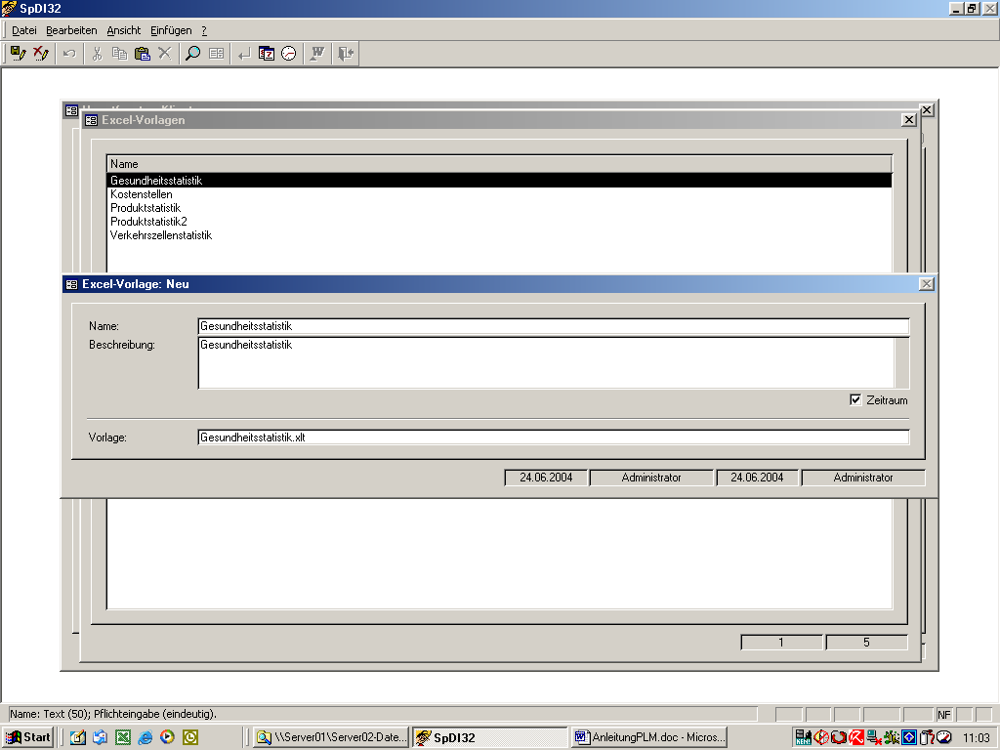 SpDI32
Datei Bearbeiten Ansicht Einfügen ?
Excel-Vorlagen
Name
Gesundheitsstatistik
Kostenstellen
Produktstatistik
Produktstatistik2
Verkehrszellenstatistik
Excel-Vorlage: Neu
Name: Gesundheitsstatistik
Beschreibung: Gesundheitsstatistik
Zeitraum
Vorlage: Gesundheitsstatistik.xlt
24.06.2004 Administrator 24.06.2004 Administrator
1 5
Name: Text (50); Pflichteingabe (eindeutig). NF
Start \\Server01\Server02-Date... SpDI32 AnleitungPLM.doc - Micros... 11:03